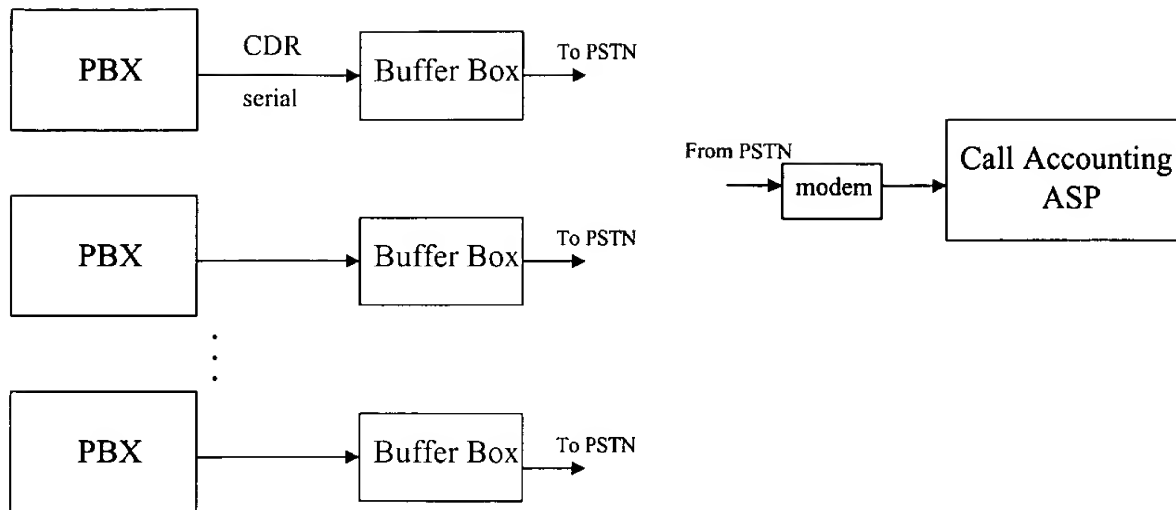 PBX
CDR
serial
Buffer Box
To PSTN
From PSTN
modem
Call Accounting
ASP
PBX
Buffer Box
To PSTN
PBX
Buffer Box
To PSTN